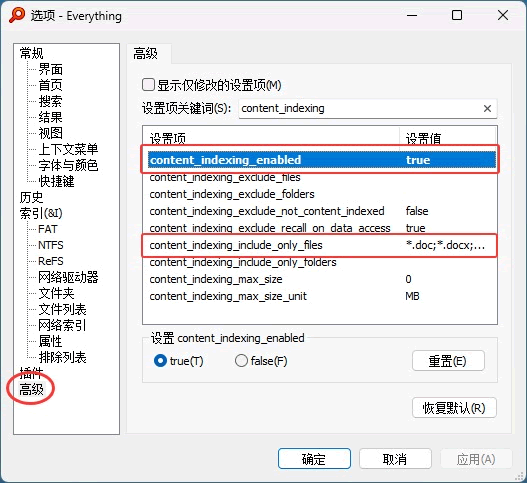 选项 - Everything
常规
界面
首页
搜索
结果
视图
上下文菜单
字体与颜色
快捷键
历史
索引(&I)
FAT
NTFS
ReFS
网络驱动器
文件夹
文件列表
网络索引
属性
排除列表
插件
高级
高级
显示仅修改的设置项(M)
设置项关键词(S): content_indexing
设置项 设置值
content_indexing_enabled true
content_indexing_exclude_files
content_indexing_exclude_folders
content_indexing_exclude_not_content_indexed false
content_indexing_exclude_recall_on_data_access true
content_indexing_include_only_files *.doc;*.docx;...
content_indexing_include_only_folders
content_indexing_max_size 0
content_indexing_max_size_unit MB
设置 content_indexing_enabled
true(T) false(F) 重置(E)
恢复默认(R)
确定 取消 应用(A)